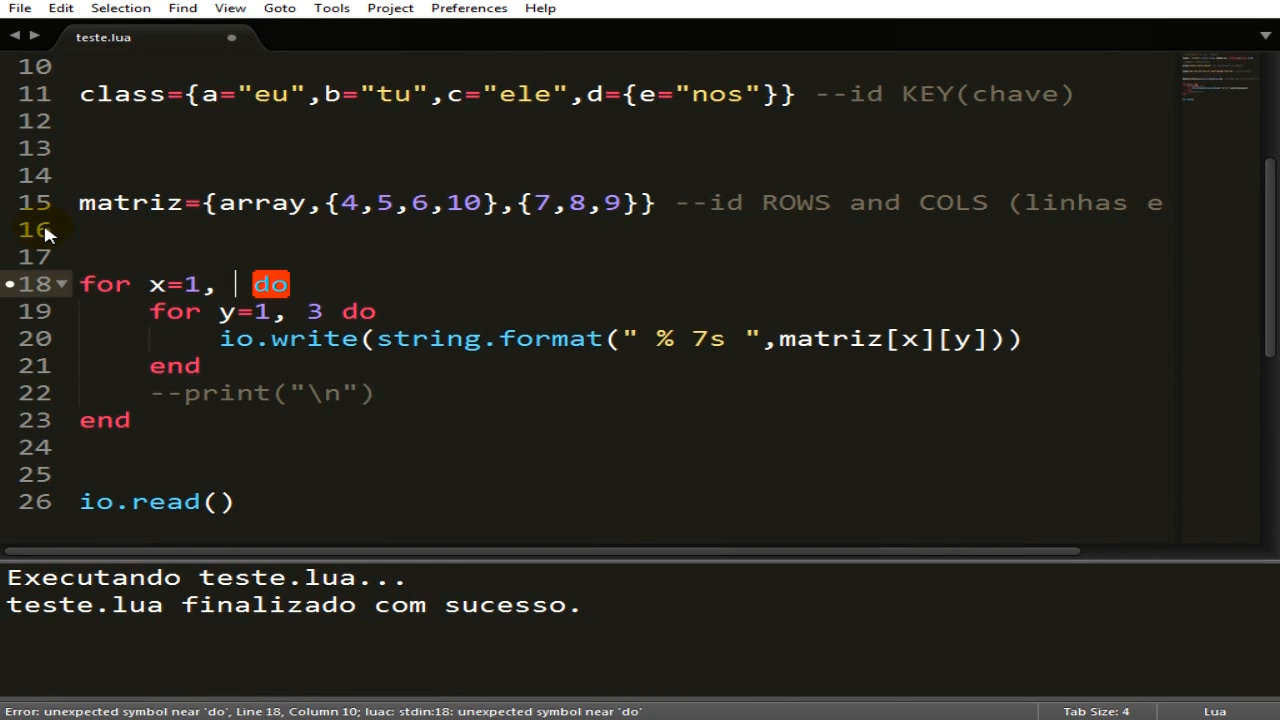 File Edit Selection Find View Goto Tools Project Preferences Help
teste.lua
10
11 class={a="eu",b="tu",c="ele",d={e="nos"}} --id KEY(chave)
12
13
14
15 matriz={array,{4,5,6,10},{7,8,9}} --id ROWS and COLS (linhas e
16
17
18 for x=1, do
19 for y=1, 3 do
20 io.write(string.format(" % 7s ",matriz[x][y]))
21 end
22 --print("\n")
23 end
24
25
26 io.read()
Executando teste.lua...
teste.lua finalizado com sucesso.
Error: unexpected symbol near 'do', Line 18, Column 10; luac: stdin:18: unexpected symbol near 'do' Tab Size: 4 Lua